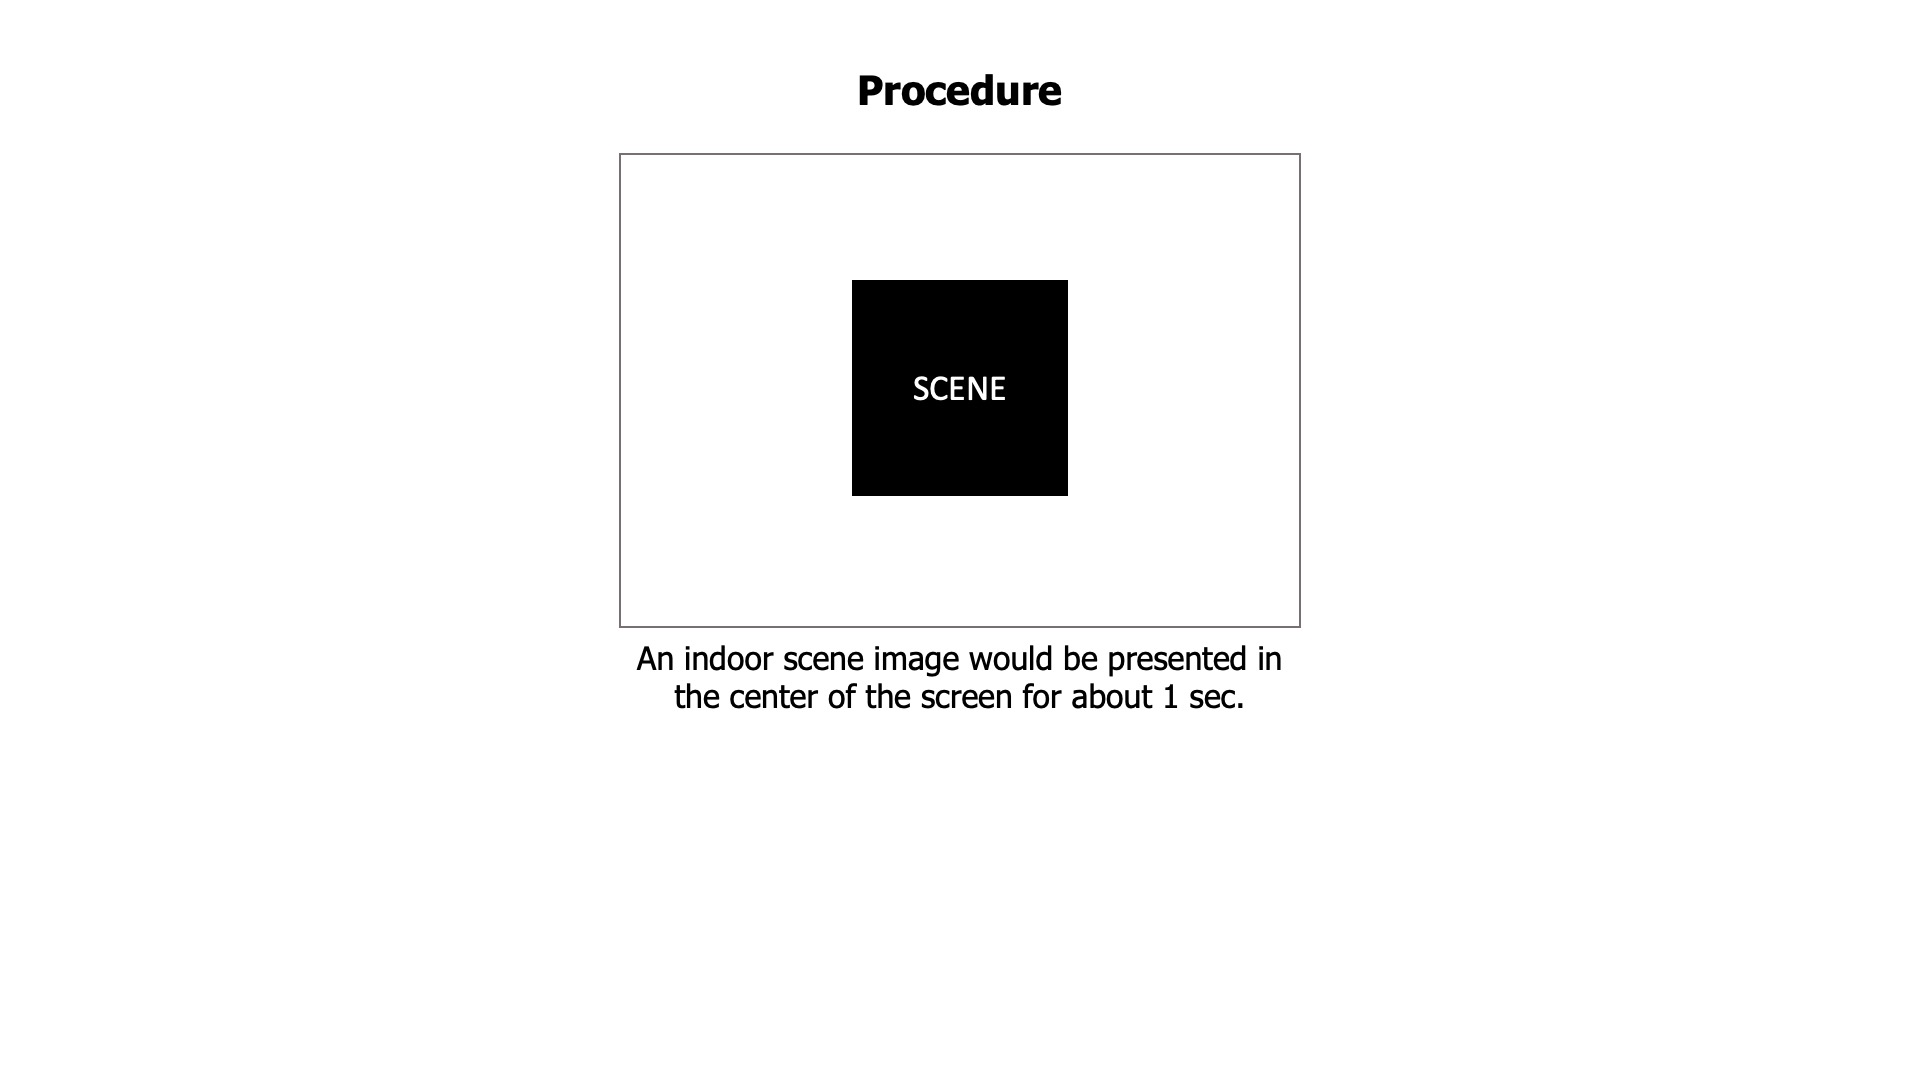 Procedure
SCENE
An indoor scene image would be presented in
the center of the screen for about 1 sec.